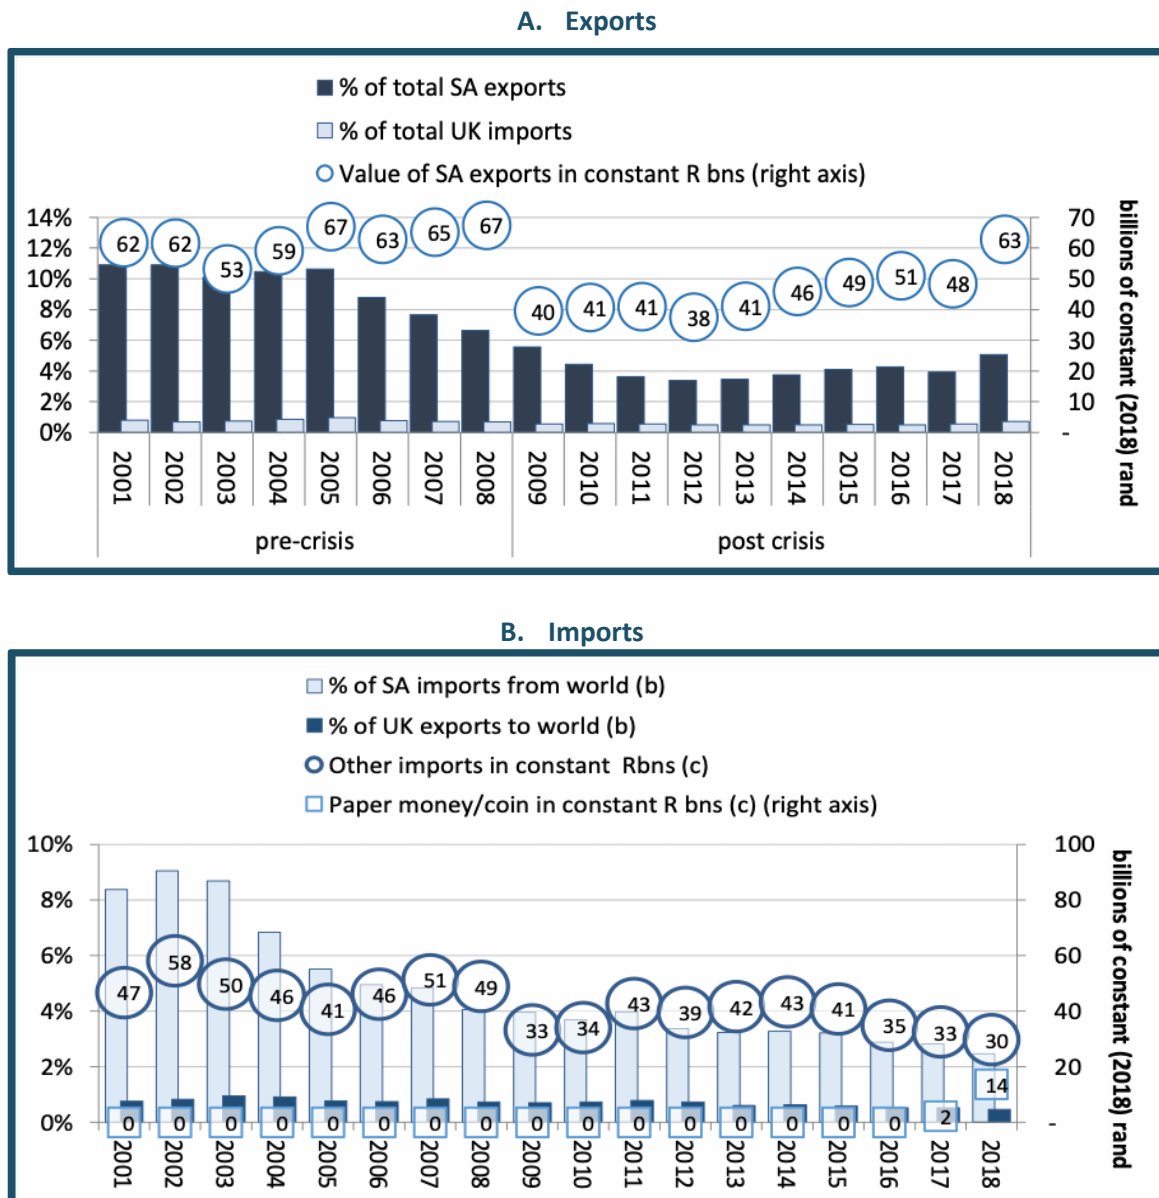 A. Exports
% of total SA exports
% of total UK imports
Value of SA exports in constant R bns (right axis)
14% 70
12% 60
10% 50
8% 40
6% 30
4% 20
2% 10
0% -
62 62 53 59 67 63 65 67 40 41 41 38 41 46 49 51 48 63
billions of constant (2018) rand
2001 2002 2003 2004 2005 2006 2007 2008 2009 2010 2011 2012 2013 2014 2015 2016 2017 2018
pre-crisis post crisis
B. Imports
% of SA imports from world (b)
% of UK exports to world (b)
Other imports in constant Rbns (c)
Paper money/coin in constant R bns (c) (right axis)
10% 100
8% 80
6% 60
4% 40
2% 20
0% -
47 58 50 46 41 46 51 49 33 34 43 39 42 43 41 35 33 30
0 0 0 0 0 0 0 0 0 0 0 0 0 0 0 0 2 14
billions of constant (2018) rand
2001 2002 2003 2004 2005 2006 2007 2008 2009 2010 2011 2012 2013 2014 2015 2016 2017 2018